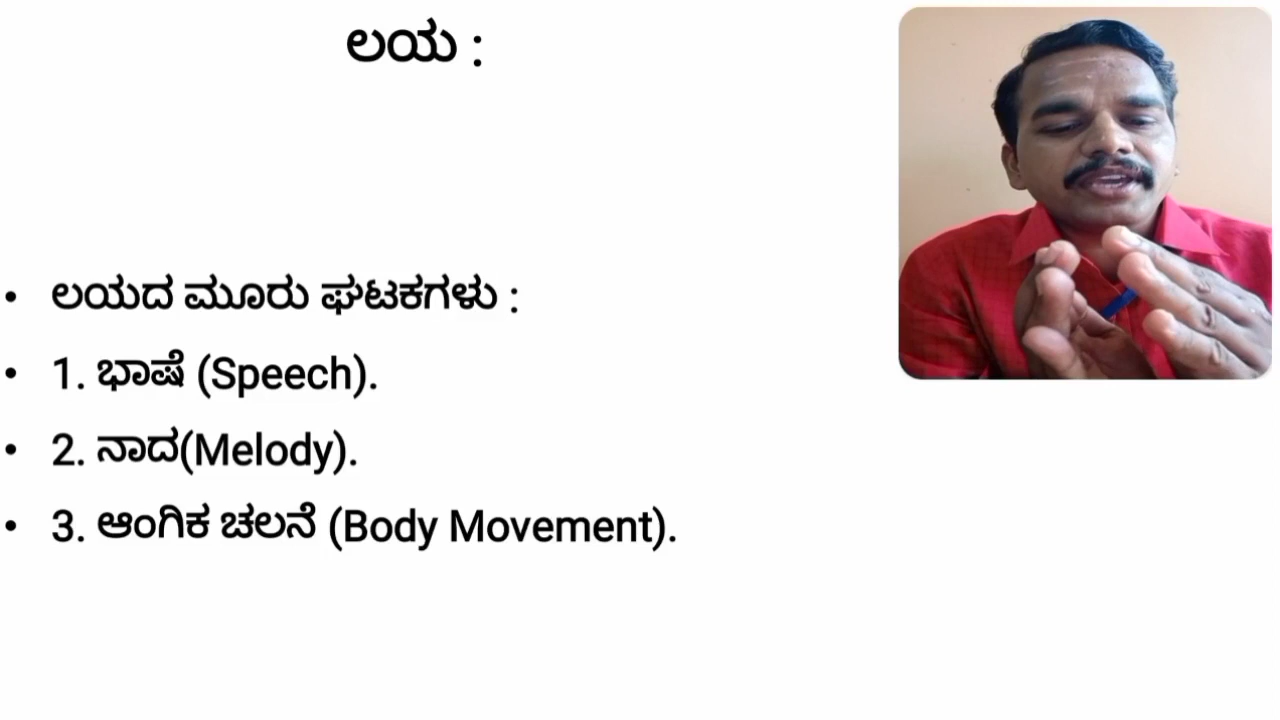 ಲಯ :
• ಲಯದ ಮೂರು ಘಟಕಗಳು :
• 1. ಭಾಷೆ (Speech).
• 2. ನಾದ(Melody).
• 3. ಆಂಗಿಕ ಚಲನೆ (Body Movement).